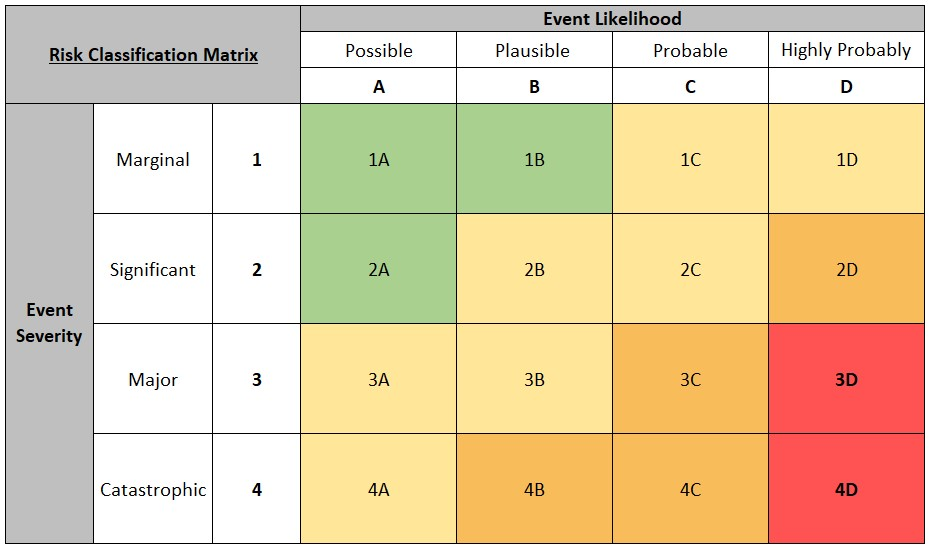 Event Likelihood
Risk Classification Matrix
Possible Plausible Probable Highly Probably
A B C D
Marginal 1 1A 1B 1C 1D
Significant 2 2A 2B 2C 2D
Event
Severity
Major 3 3A 3B 3C 3D
Catastrophic 4 4A 4B 4C 4D